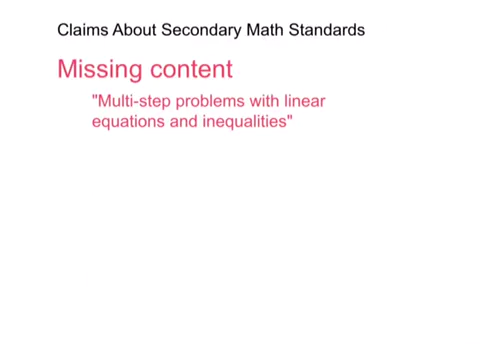 Claims About Secondary Math Standards
Missing content
"Multi-step problems with linear
equations and inequalities"